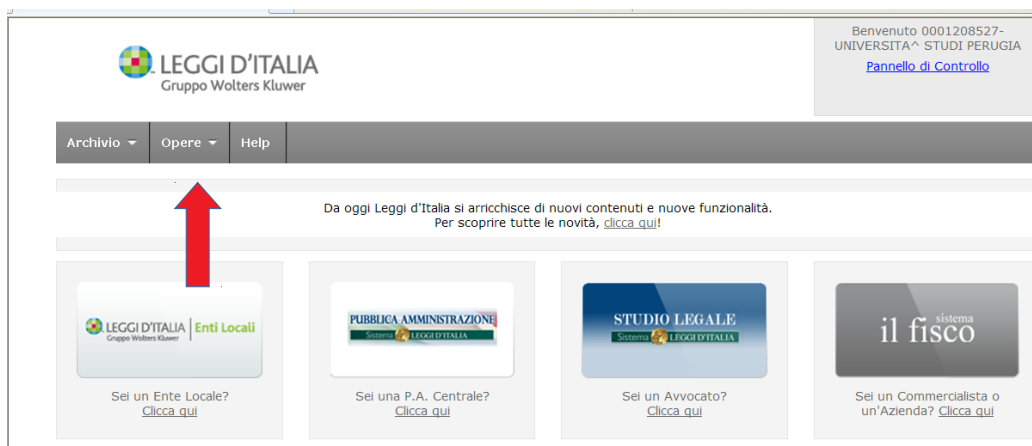 Benvenuto 0001208527-
UNIVERSITA^ STUDI PERUGIA
Pannello di Controllo
LEGGI D'ITALIA
Gruppo Wolters Kluwer
Archivio Opere Help
Da oggi Leggi d'Italia si arricchisce di nuovi contenuti e nuove funzionalità.
Per scoprire tutte le novità, clicca qui!
LEGGI D'ITALIA Enti Locali
Gruppo Wolters Kluwer
Sei un Ente Locale?
Clicca qui
PUBBLICA AMMINISTRAZIONE
Sistema LEGGI D'ITALIA
Sei una P.A. Centrale?
Clicca qui
STUDIO LEGALE
Sistema LEGGI D'ITALIA
Sei un Avvocato?
Clicca qui
sistema
il fisco
Sei un Commercialista o
un'Azienda? Clicca qui